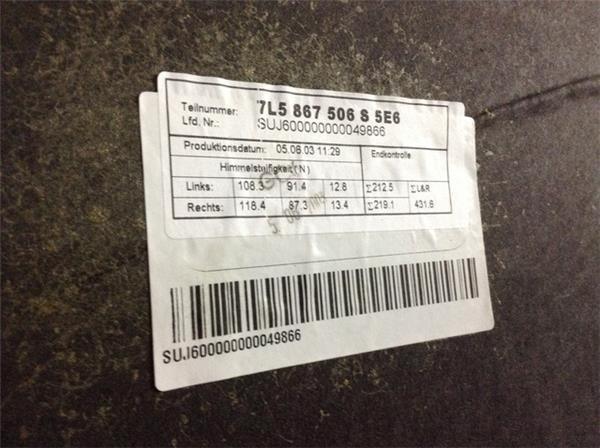 Teilnummer: 7L5 867 506 S 5E6
Lfd. Nr.: SUJ600000000049866
Produktionsdatum: 05.08.03 11:29 Endkontrolle
Himmelsteifigkeit (N)
Links: 108.3 91.4 12.8 Σ212.5 Σ L&R
Rechts: 118.4 87.3 13.4 Σ219.1 431.6
SUJ600000000049866